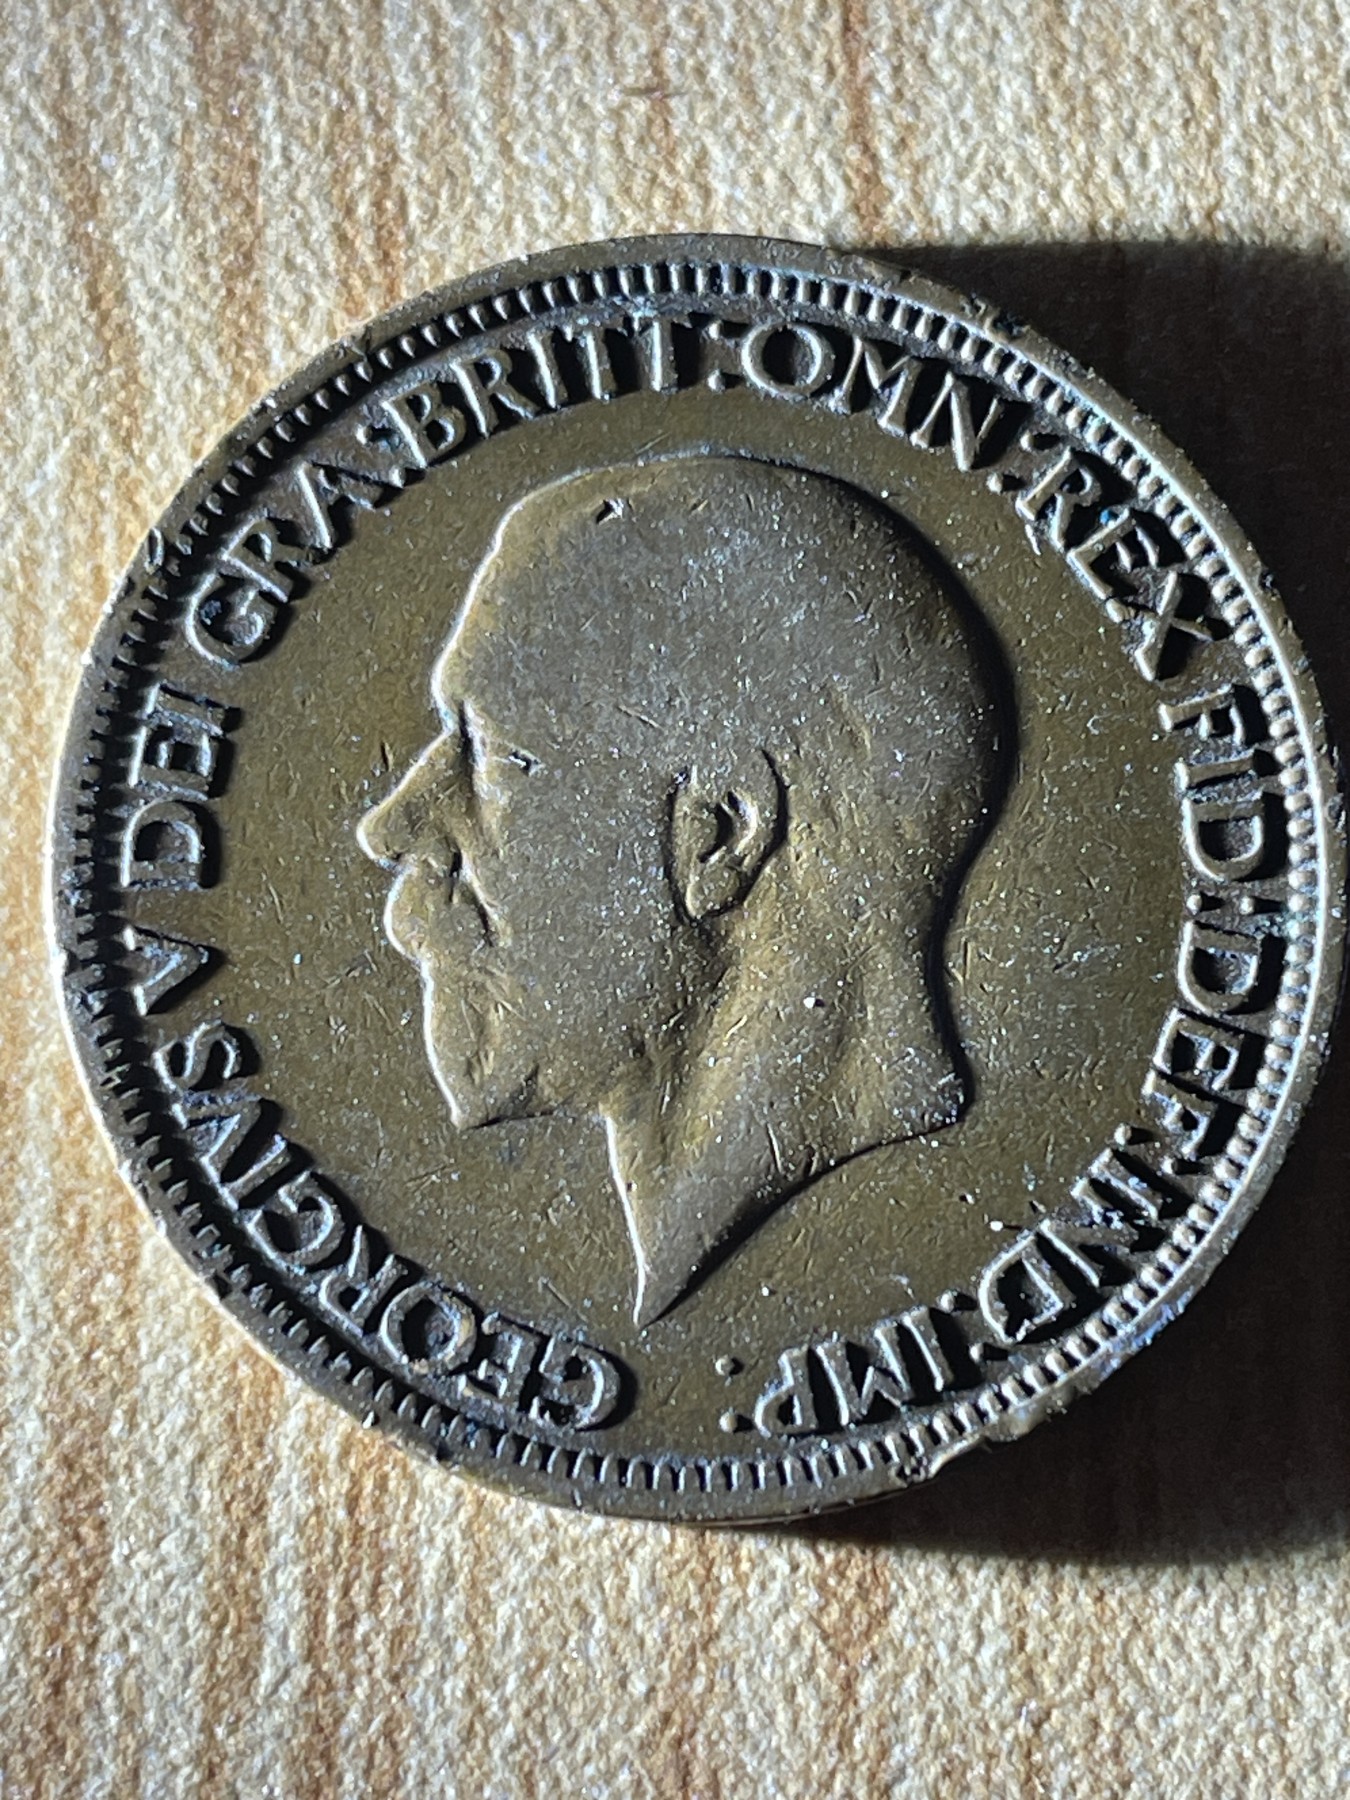 GEORGIVS V DEI GRA:BRITT:OMN:REX FID:DEF:IND:IMP: